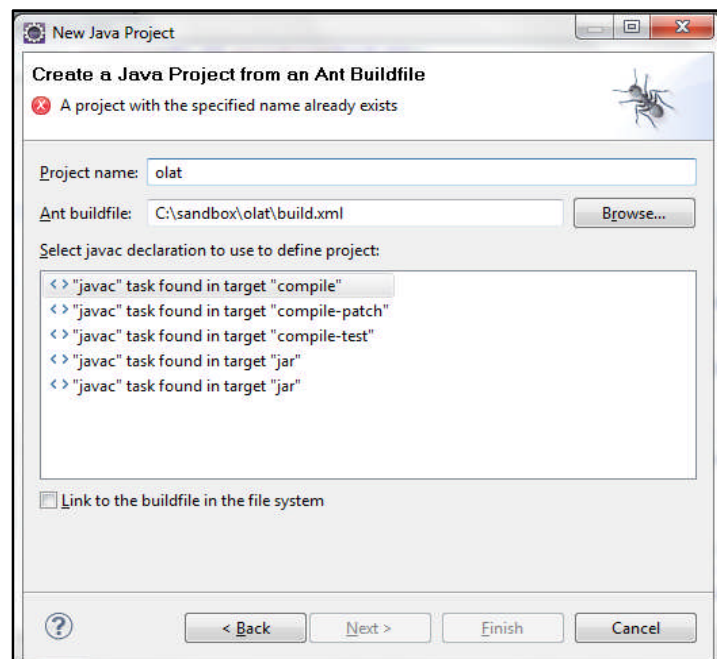 New Java Project
Create a Java Project from an Ant Buildfile
A project with the specified name already exists
Project name: olat
Ant buildfile: C:\sandbox\olat\build.xml Browse...
Select javac declaration to use to define project:
<> "javac" task found in target "compile"
<> "javac" task found in target "compile-patch"
<> "javac" task found in target "compile-test"
<> "javac" task found in target "jar"
<> "javac" task found in target "jar"
Link to the buildfile in the file system
? < Back Next > Finish Cancel